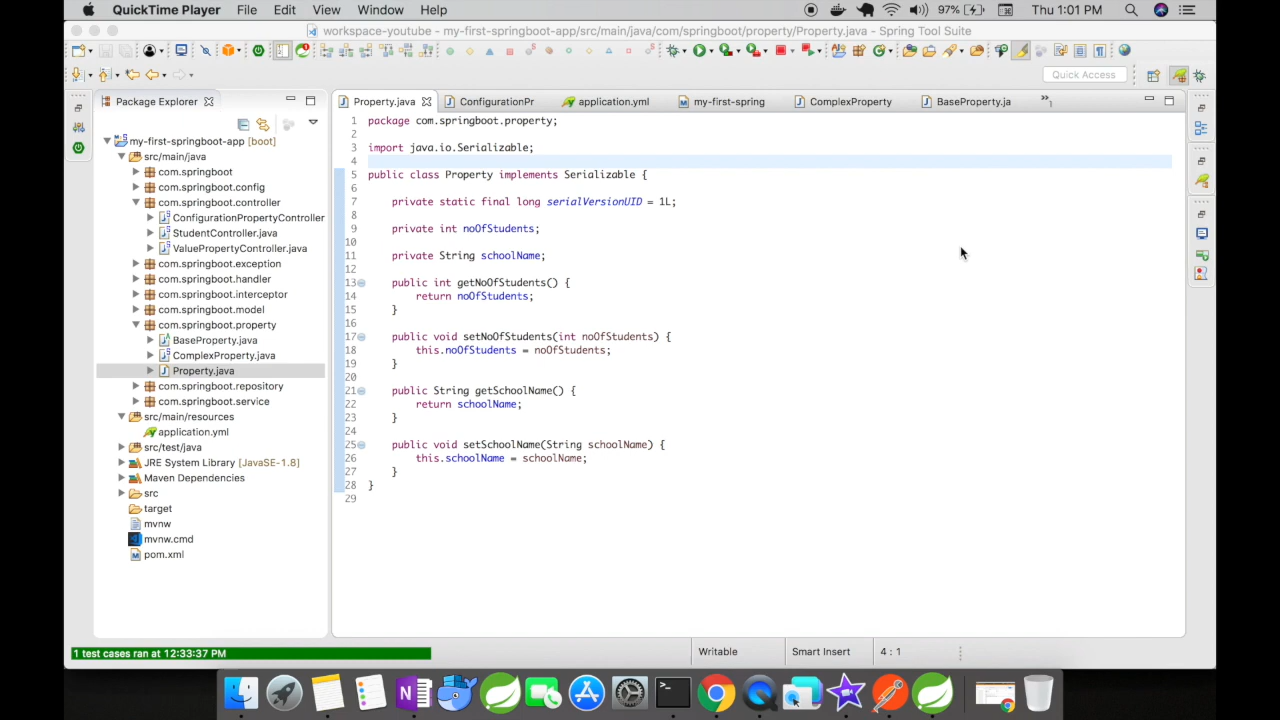 QuickTime Player File Edit View Window Help 97% Thu 1:01 PM
workspace-youtube - my-first-springboot-app/src/main/java/com/springboot/property/Property.java - Spring Tool Suite
Quick Access
Package Explorer
Property.java ConfigurationPr application.yml my-first-spring ComplexProperty BaseProperty.ja »1
my-first-springboot-app [boot]
src/main/java
com.springboot
com.springboot.config
com.springboot.controller
ConfigurationPropertyController
StudentController.java
ValuePropertyController.java
com.springboot.exception
com.springboot.handler
com.springboot.interceptor
com.springboot.model
com.springboot.property
BaseProperty.java
ComplexProperty.java
Property.java
com.springboot.repository
com.springboot.service
src/main/resources
application.yml
src/test/java
JRE System Library [JavaSE-1.8]
Maven Dependencies
src
target
mvnw
mvnw.cmd
pom.xml
1 package com.springboot.property;
2
3 import java.io.Serializable;
4
5 public class Property implements Serializable {
6
7 private static final long serialVersionUID = 1L;
8
9 private int noOfStudents;
10
11 private String schoolName;
12
13 public int getNoOfStudents() {
14 return noOfStudents;
15 }
16
17 public void setNoOfStudents(int noOfStudents) {
18 this.noOfStudents = noOfStudents;
19 }
20
21 public String getSchoolName() {
22 return schoolName;
23 }
24
25 public void setSchoolName(String schoolName) {
26 this.schoolName = schoolName;
27 }
28 }
29
1 test cases ran at 12:33:37 PM
Writable Smart Insert 4 : 1